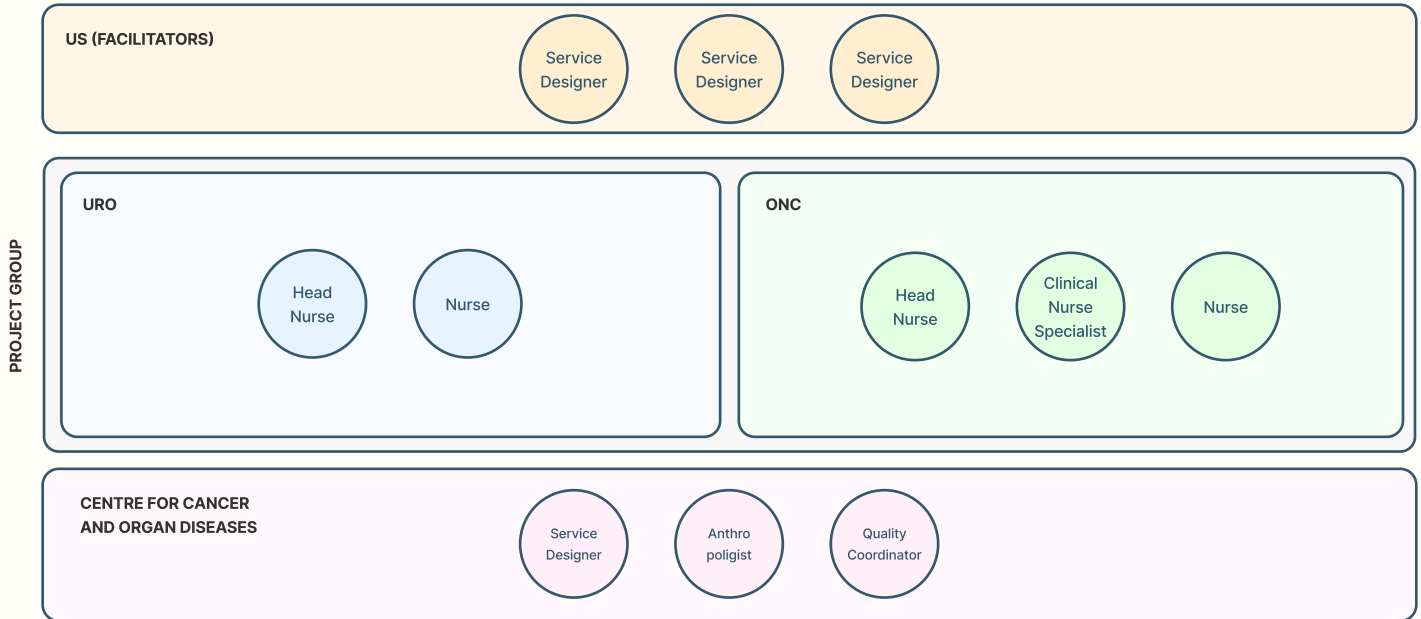 US (FACILITATORS)
Service
Designer
Service
Designer
Service
Designer
PROJECT GROUP
URO
Head
Nurse
Nurse
ONC
Head
Nurse
Clinical
Nurse
Specialist
Nurse
CENTRE FOR CANCER
AND ORGAN DISEASES
Service
Designer
Anthro
poligist
Quality
Coordinator